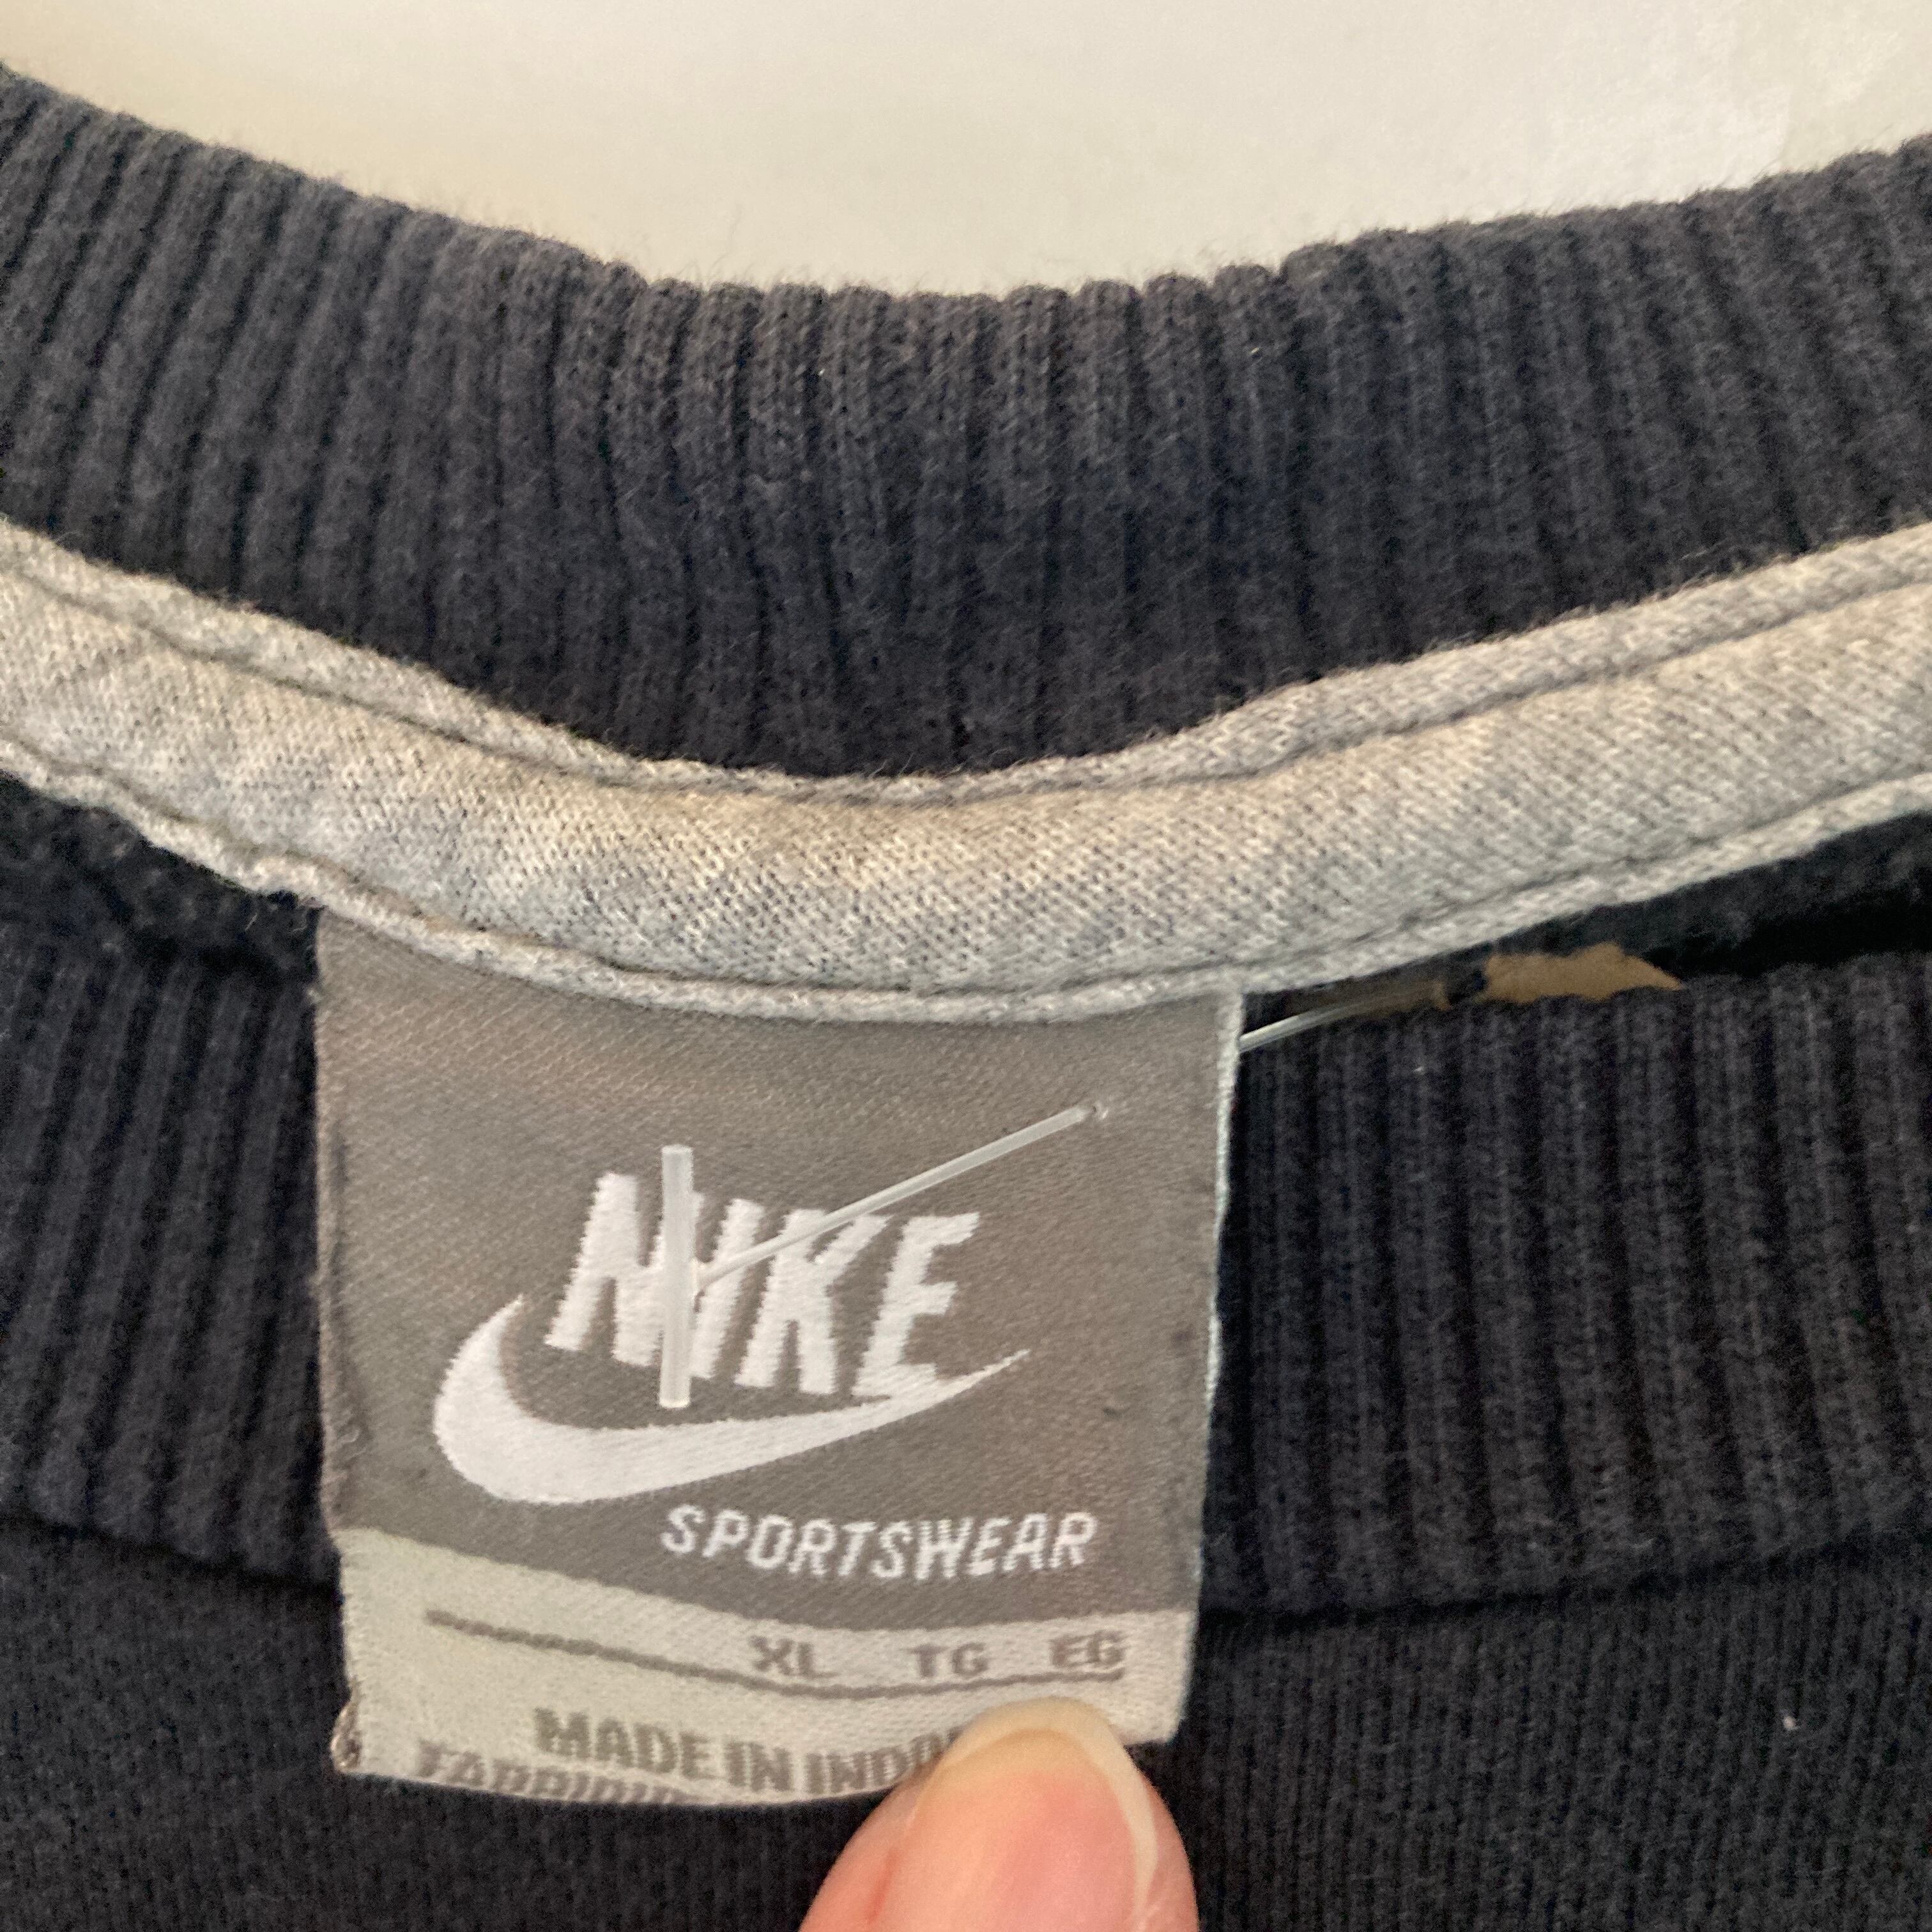 NIKE
SPORTSWEAR
XL TG EG
MADE IN